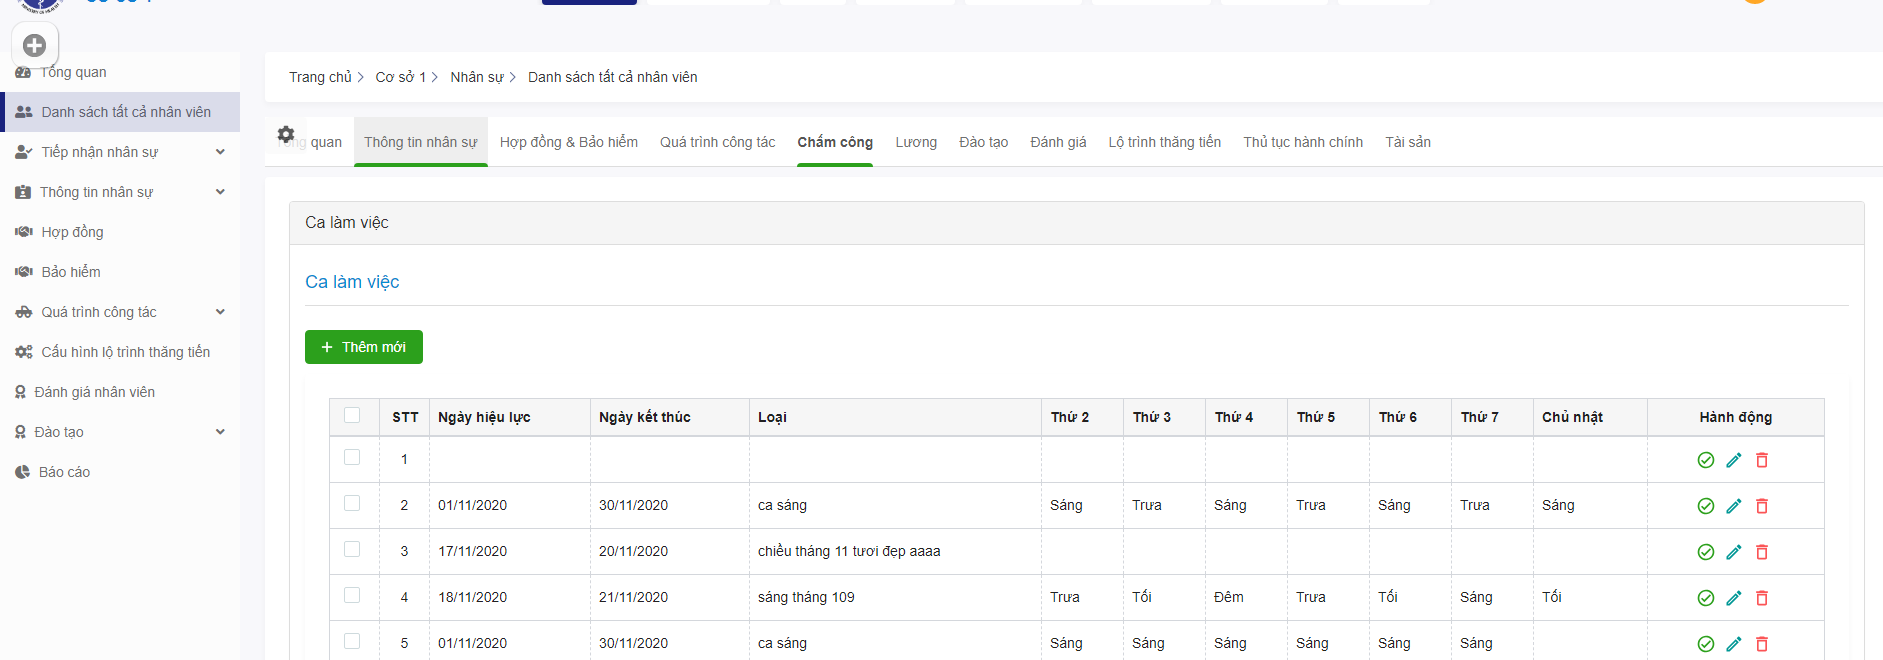 Tổng quan
Danh sách tất cả nhân viên
Tiếp nhận nhân sự
Thông tin nhân sự
Hợp đồng
Bảo hiểm
Quá trình công tác
Cấu hình lộ trình thăng tiến
Đánh giá nhân viên
Đào tạo
Báo cáo
Trang chủ > Cơ sở 1 > Nhân sự > Danh sách tất cả nhân viên
Tổng quan Thông tin nhân sự Hợp đồng & Bảo hiểm Quá trình công tác Chấm công Lương Đào tạo Đánh giá Lộ trình thăng tiến Thủ tục hành chính Tài sản
Ca làm việc
Ca làm việc
+ Thêm mới
STT Ngày hiệu lực Ngày kết thúc Loại Thứ 2 Thứ 3 Thứ 4 Thứ 5 Thứ 6 Thứ 7 Chủ nhật Hành động
1
2 01/11/2020 30/11/2020 ca sáng Sáng Trưa Sáng Trưa Sáng Trưa Sáng
3 17/11/2020 20/11/2020 chiều tháng 11 tươi đẹp aaaa
4 18/11/2020 21/11/2020 sáng tháng 109 Trưa Tối Đêm Trưa Tối Sáng Tối
5 01/11/2020 30/11/2020 ca sáng Sáng Sáng Sáng Sáng Sáng Sáng